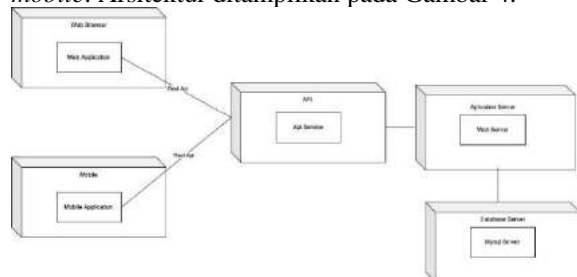 mobile. Arsitektur ditampilkan pada Gambar 4.
Web Browser
Web Application
Rest Api
API
Api Service
Aplication Server
Web Server
Rest Api
Mobile
Mobile Application
Database Server
Mysql Server